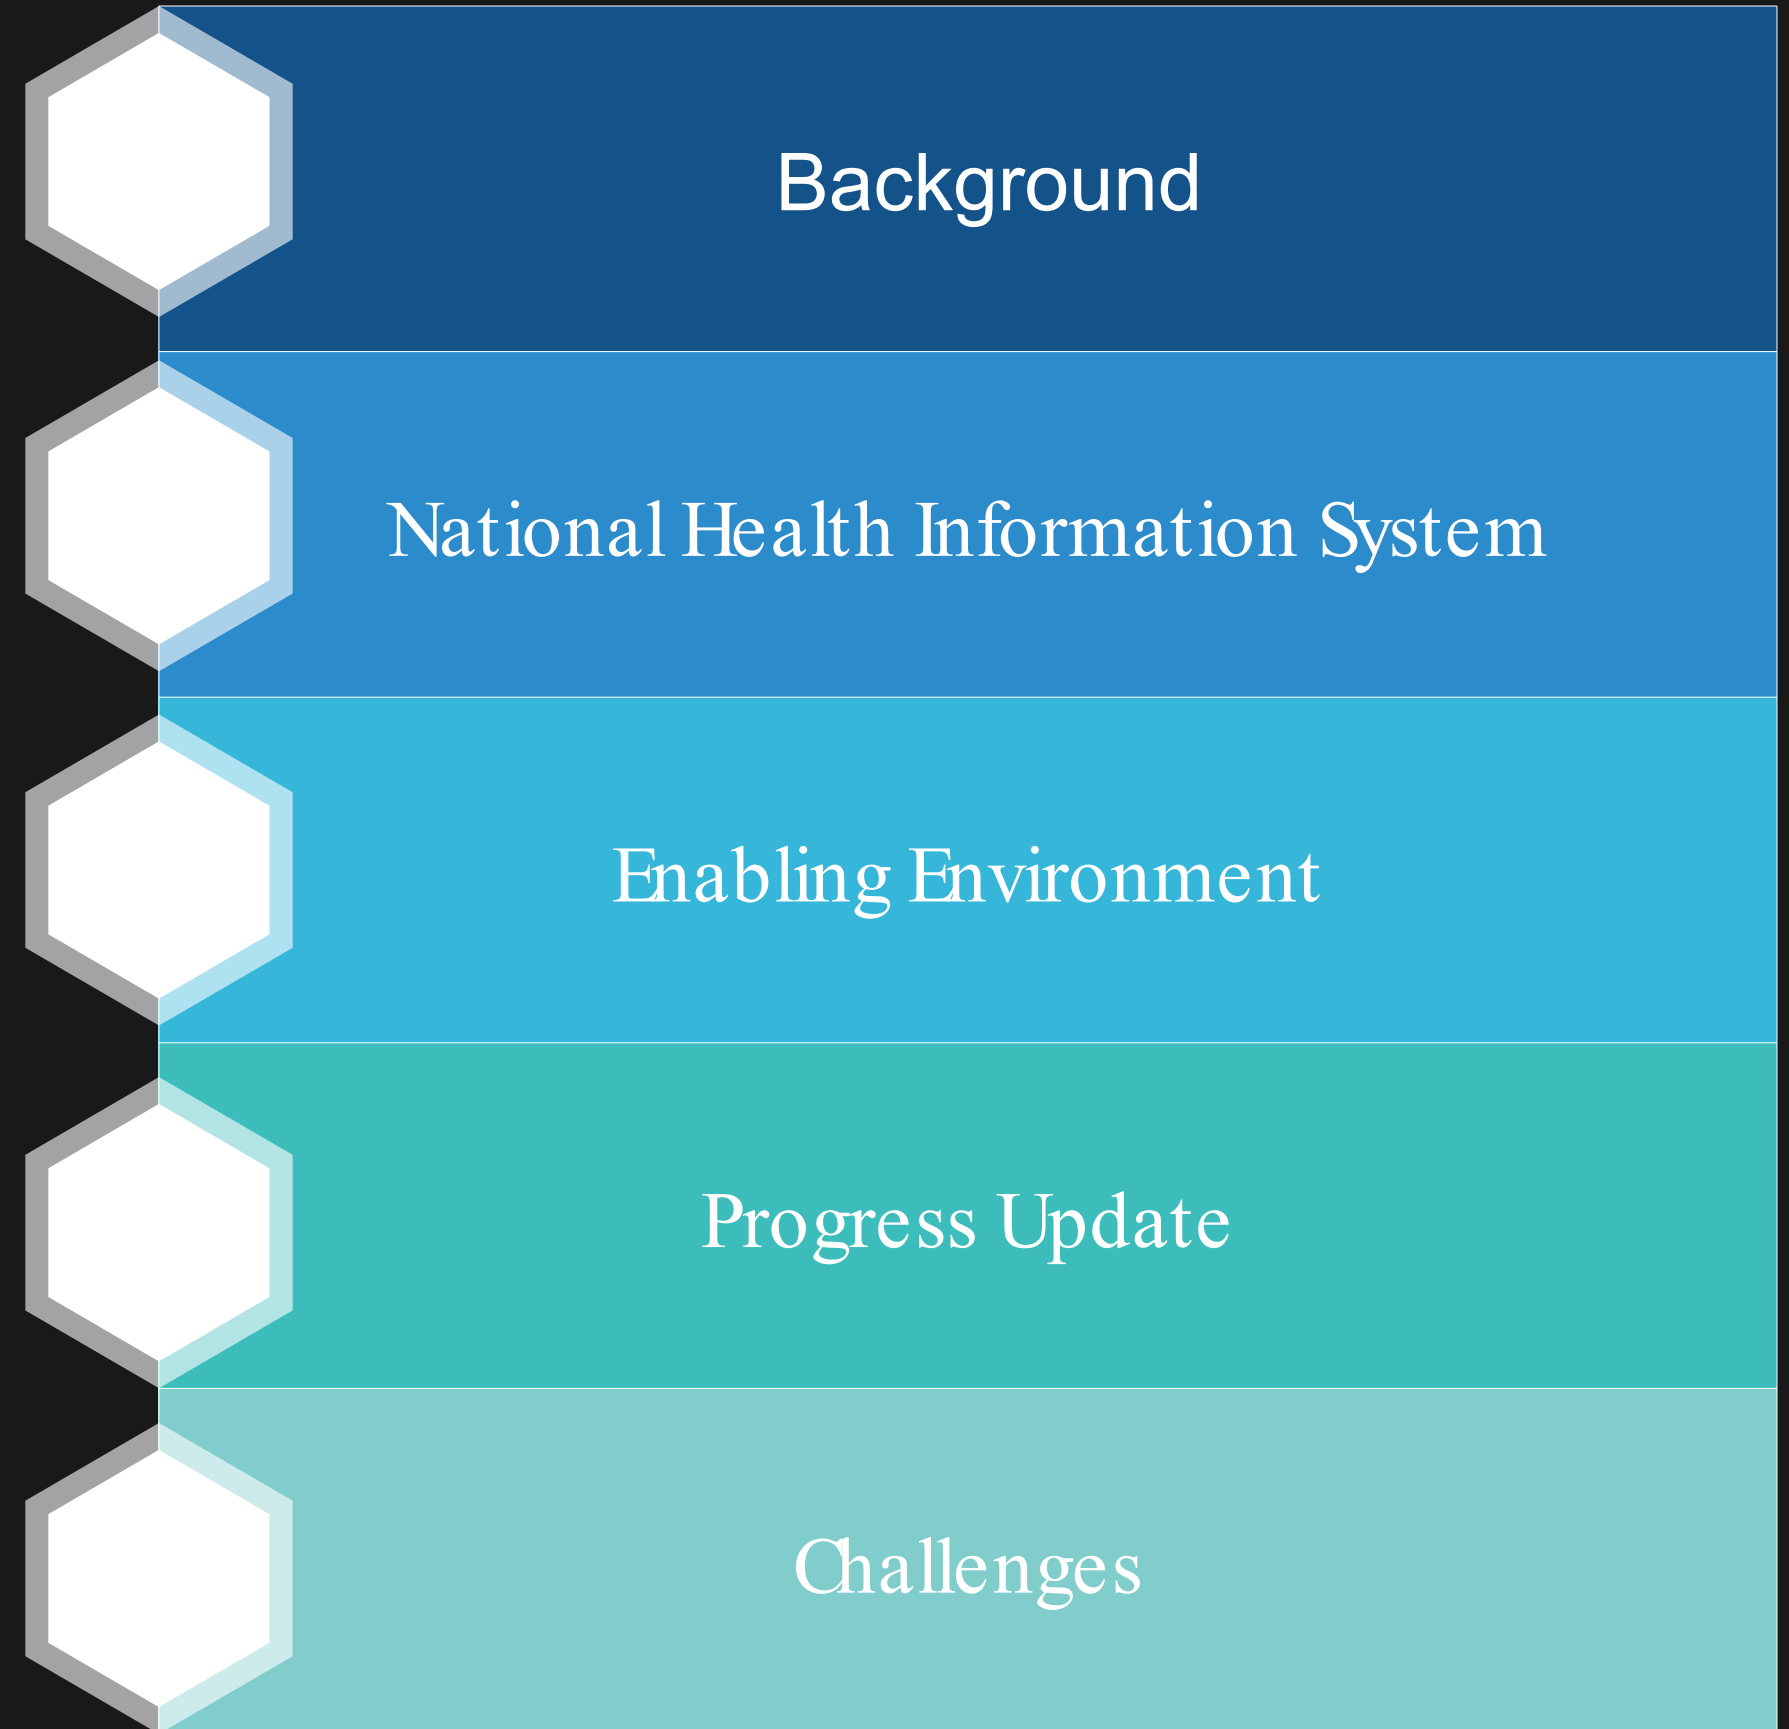 Background
National Health Information System
Enabling Environment
Progress Update
Challenges